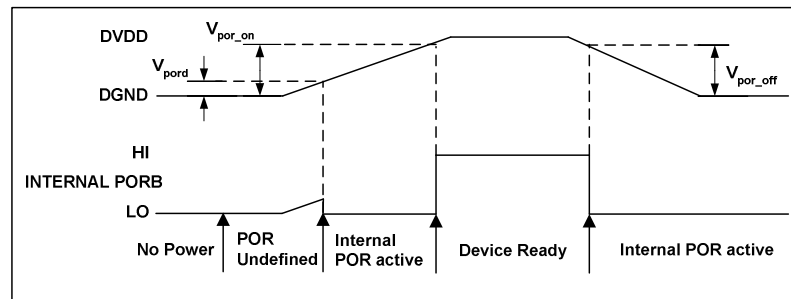 DVDD
Vpor_on
Vpord
Vpor_off
DGND
HI
INTERNAL PORB
LO
No Power
POR
Undefined
Internal
POR active
Device Ready
Internal POR active